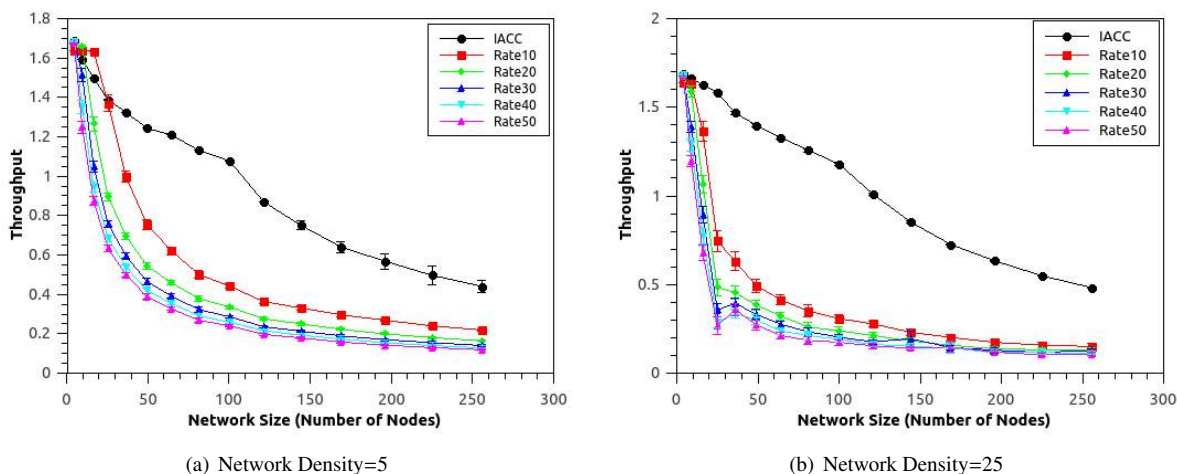 1.8
1.6
1.4
1.2
1
0.8
0.6
0.4
0.2
0
Throughput
IACC
Rate10
Rate20
Rate30
Rate40
Rate50
0 50 100 150 200 250 300
Network Size (Number of Nodes)
(a) Network Density=5
2
1.5
1
0.5
0
Throughput
IACC
Rate10
Rate20
Rate30
Rate40
Rate50
0 50 100 150 200 250 300
Network Size (Number of Nodes)
(b) Network Density=25